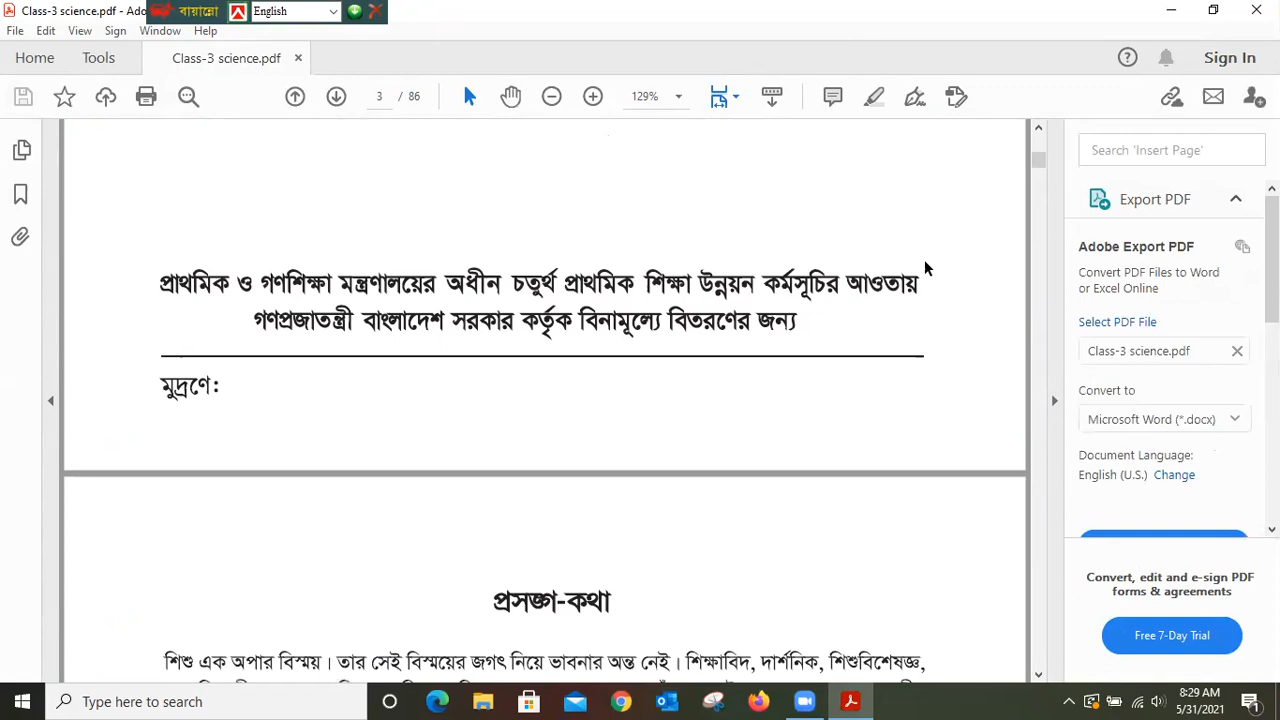 Class-3 science.pdf - Ado
বায়ান্নো
English
File Edit View Sign Window Help
Home Tools Class-3 science.pdf Sign In
3 / 86 129%
প্রাথমিক ও গণশিক্ষা মন্ত্রণালয়ের অধীন চতুর্থ প্রাথমিক শিক্ষা উন্নয়ন কর্মসূচির আওতায়
গণপ্রজাতন্ত্রী বাংলাদেশ সরকার কর্তৃক বিনামূল্যে বিতরণের জন্য
মুদ্রণে:
প্রসঙ্গ-কথা
শিশু এক অপার বিস্ময়। তার সেই বিস্ময়ের জগৎ নিয়ে ভাবনার অন্ত নেই। শিক্ষাবিদ, দার্শনিক, শিশুবিশেষজ্ঞ,
Search 'Insert Page'
Export PDF
Adobe Export PDF
Convert PDF Files to Word
or Excel Online
Select PDF File
Class-3 science.pdf
Convert to
Microsoft Word (*.docx)
Document Language:
English (U.S.) Change
Convert, edit and e-sign PDF
forms & agreements
Free 7-Day Trial
Type here to search
8:29 AM
5/31/2021